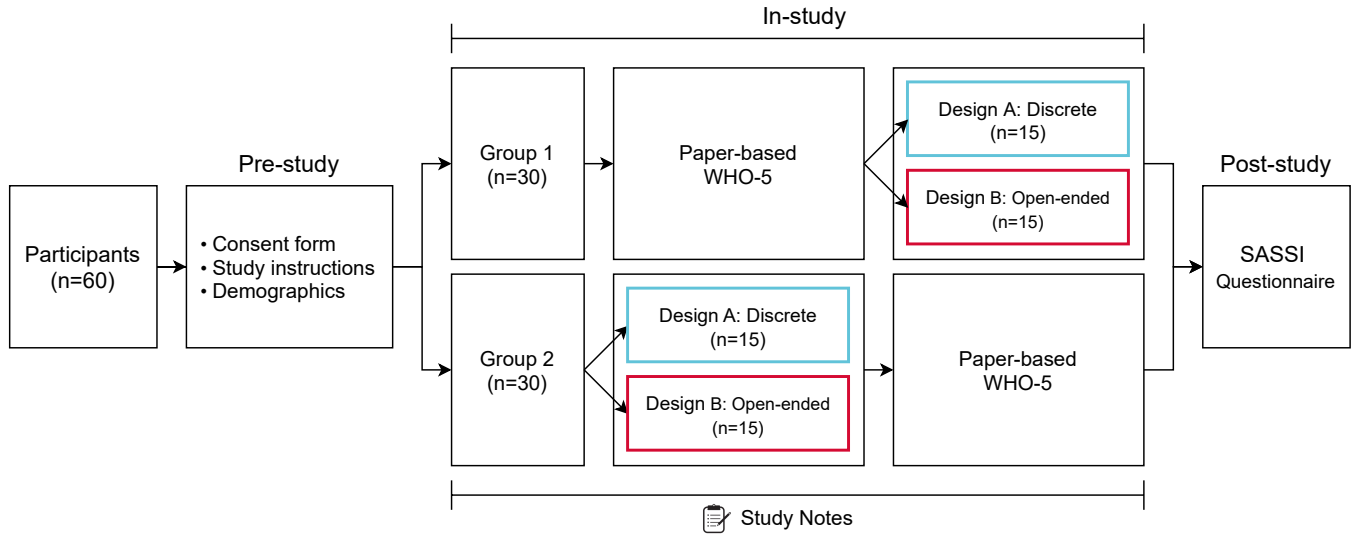 In-study
Pre-study
Post-study
Participants
(n=60)
• Consent form
• Study instructions
• Demographics
Group 1
(n=30)
Paper-based
WHO-5
Design A: Discrete
(n=15)
Design B: Open-ended
(n=15)
Group 2
(n=30)
Design A: Discrete
(n=15)
Design B: Open-ended
(n=15)
Paper-based
WHO-5
SASSI
Questionnaire
Study Notes